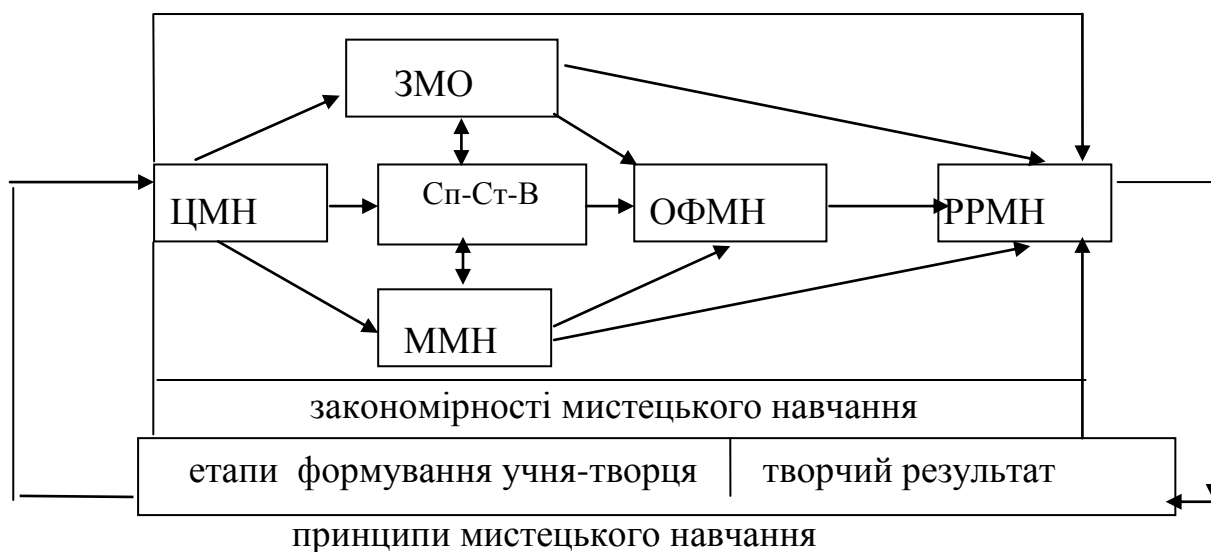 ЗМО
ЦМН
Сп-Ст-В
ОФМН
РРМН
ММН
закономірності мистецького навчання
етапи формування учня-творця
творчий результат
принципи мистецького навчання